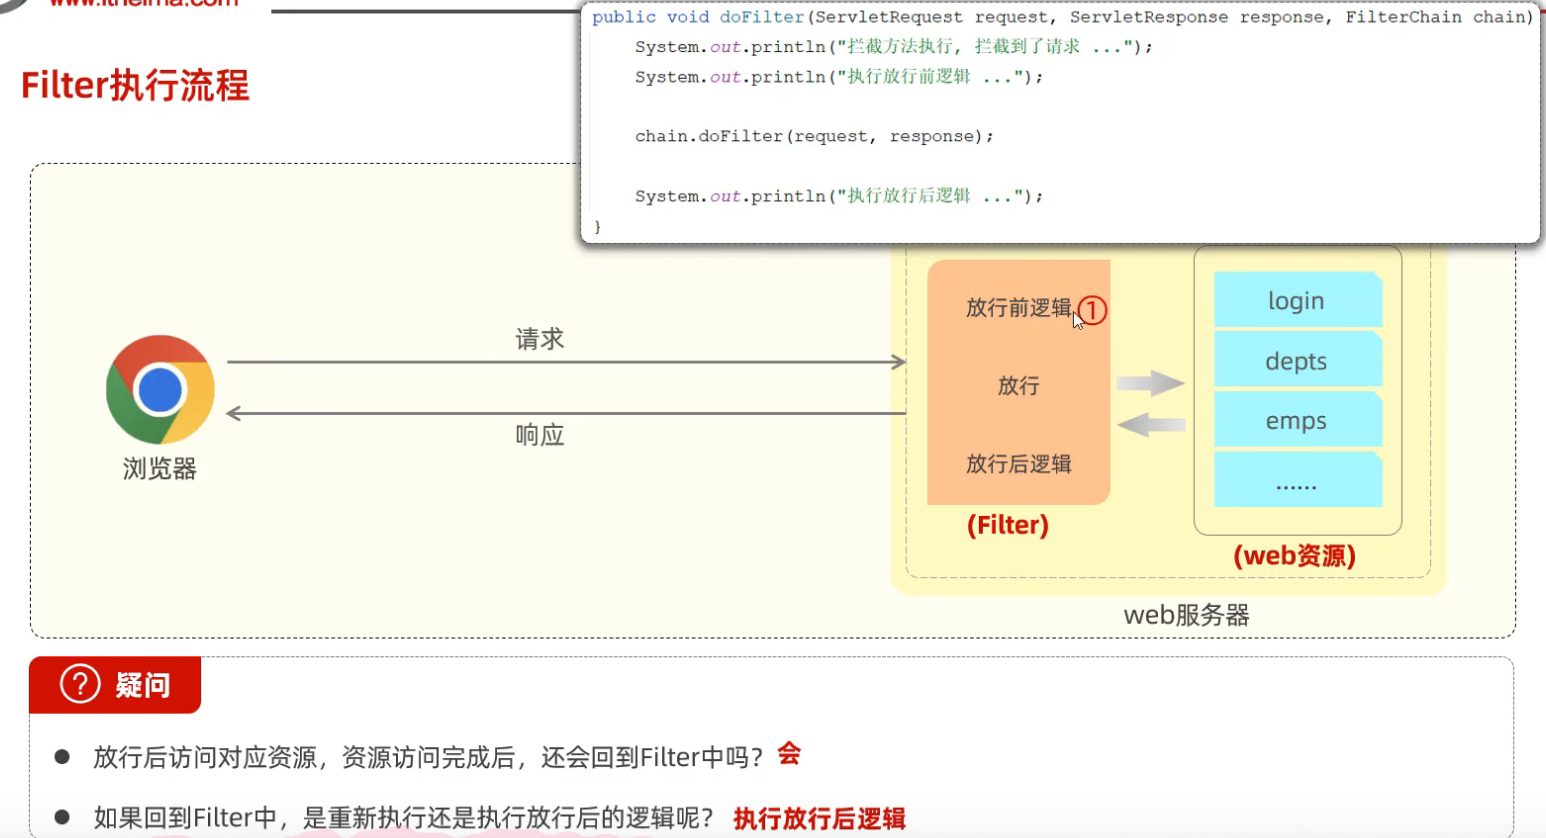 www.itheima.com
public void doFilter(ServletRequest request, ServletResponse response, FilterChain chain)
System.out.println("拦截方法执行, 拦截到了请求 ...");
System.out.println("执行放行前逻辑 ...");
chain.doFilter(request, response);
System.out.println("执行放行后逻辑 ...");
}
Filter执行流程
请求
响应
浏览器
放行前逻辑 ①
放行
放行后逻辑
(Filter)
login
depts
emps
......
(web资源)
web服务器
? 疑问
● 放行后访问对应资源，资源访问完成后，还会回到Filter中吗？ 会
● 如果回到Filter中，是重新执行还是执行放行后的逻辑呢？ 执行放行后逻辑